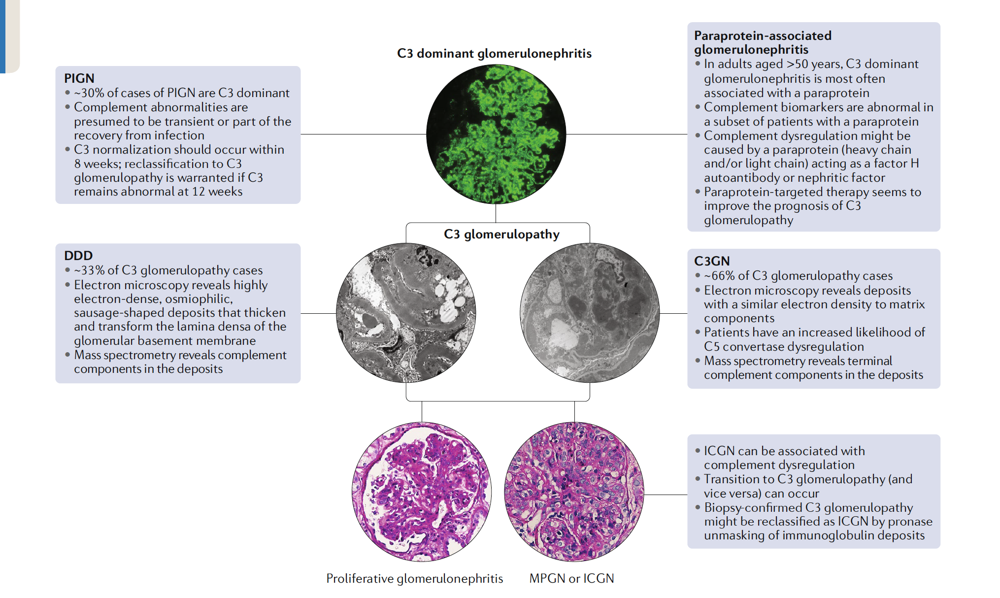 C3 dominant glomerulonephritis
PIGN
• ~30% of cases of PIGN are C3 dominant
• Complement abnormalities are
presumed to be transient or part of the
recovery from infection
• C3 normalization should occur within
8 weeks; reclassification to C3
glomerulopathy is warranted if C3
remains abnormal at 12 weeks
Paraprotein-associated
glomerulonephritis
• In adults aged >50 years, C3 dominant
glomerulonephritis is most often
associated with a paraprotein
• Complement biomarkers are abnormal in
a subset of patients with a paraprotein
• Complement dysregulation might be
caused by a paraprotein (heavy chain
and/or light chain) acting as a factor H
autoantibody or nephritic factor
• Paraprotein-targeted therapy seems to
improve the prognosis of C3
glomerulopathy
C3 glomerulopathy
DDD
• ~33% of C3 glomerulopathy cases
• Electron microscopy reveals highly
electron-dense, osmiophilic,
sausage-shaped deposits that thicken
and transform the lamina densa of the
glomerular basement membrane
• Mass spectrometry reveals complement
components in the deposits
C3GN
• ~66% of C3 glomerulopathy cases
• Electron microscopy reveals deposits
with a similar electron density to matrix
components
• Patients have an increased likelihood of
C5 convertase dysregulation
• Mass spectrometry reveals terminal
complement components in the deposits
• ICGN can be associated with
complement dysregulation
• Transition to C3 glomerulopathy (and
vice versa) can occur
• Biopsy-confirmed C3 glomerulopathy
might be reclassified as ICGN by pronase
unmasking of immunoglobulin deposits
Proliferative glomerulonephritis
MPGN or ICGN